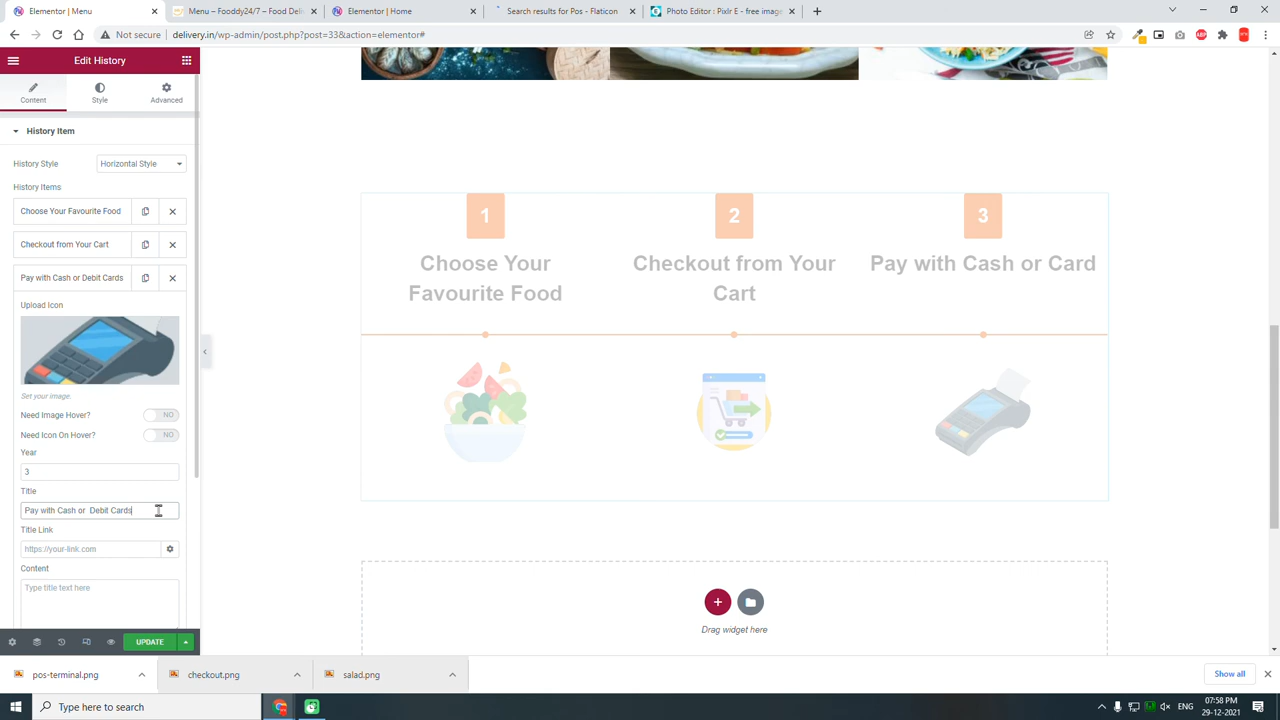 Elementor | Menu
Menu – Fooddy24/7 – Food Deli
Elementor | Home
Search results for Pos - Flaticon
Photo Editor : Pixlr E - free image
Not secure | delivery.in/wp-admin/post.php?post=33&action=elementor#
Edit History
Content
Style
Advanced
History Item
History Style
Horizontal Style
History Items
Choose Your Favourite Food
Checkout from Your Cart
Pay with Cash or Debit Cards
Upload Icon
Set your image.
Need Image Hover?
NO
Need Icon On Hover?
NO
Year
3
Title
Pay with Cash or  Debit Cards
Title Link
https://your-link.com
Content
Type title text here
UPDATE
1
2
3
Choose Your
Favourite Food
Checkout from Your
Cart
Pay with Cash or Card
Drag widget here
pos-terminal.png
checkout.png
salad.png
Show all
Type here to search
ENG
07:58 PM
29-12-2021